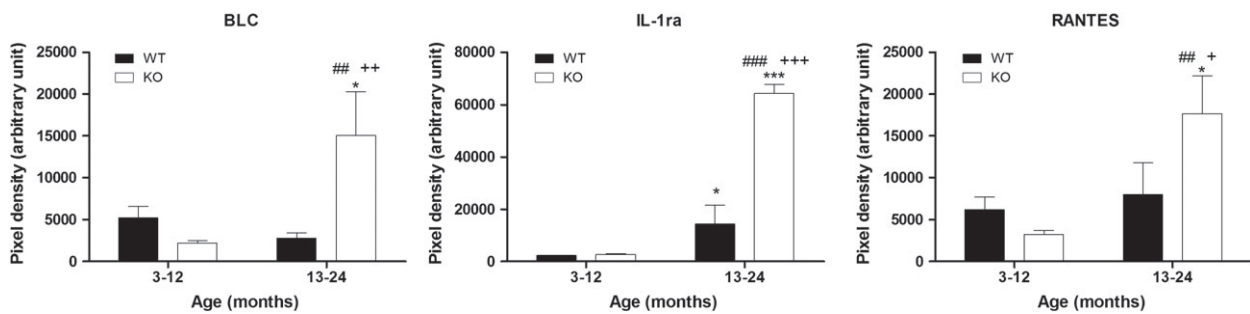 BLC
Pixel density (arbitrary unit)
25000
20000
15000
10000
5000
0
WT
KO
## ++
*
3-12
13-24
Age (months)
IL-1ra
Pixel density (arbitrary unit)
80000
60000
40000
20000
0
WT
KO
### +++
***
*
3-12
13-24
Age (months)
RANTES
Pixel density (arbitrary unit)
25000
20000
15000
10000
5000
0
WT
KO
## +
*
3-12
13-24
Age (months)